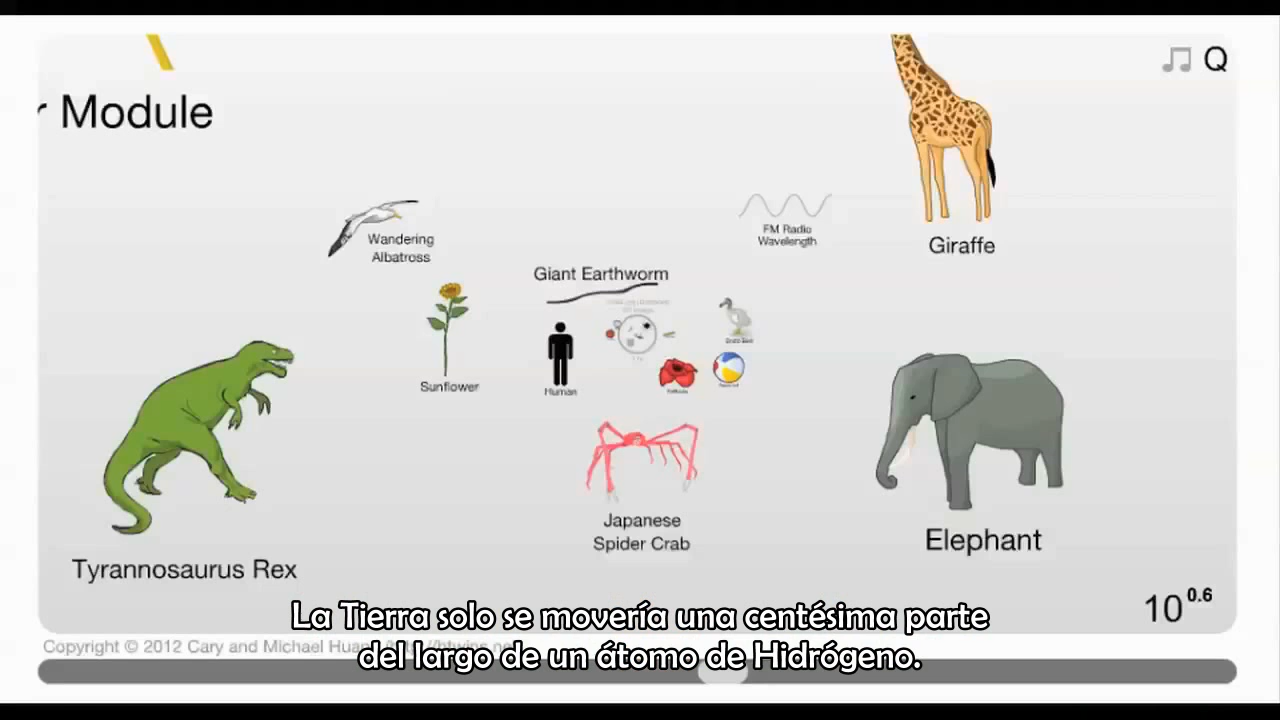 Q
Module
Wandering
Albatross
FM Radio
Wavelength
Giraffe
Giant Earthworm
Sunflower
Human
Japanese
Spider Crab
Elephant
Tyrannosaurus Rex
10 0.6
La Tierra solo se movería una centésima parte
del largo de un átomo de Hidrógeno.
Copyright © 2012 Cary and Michael